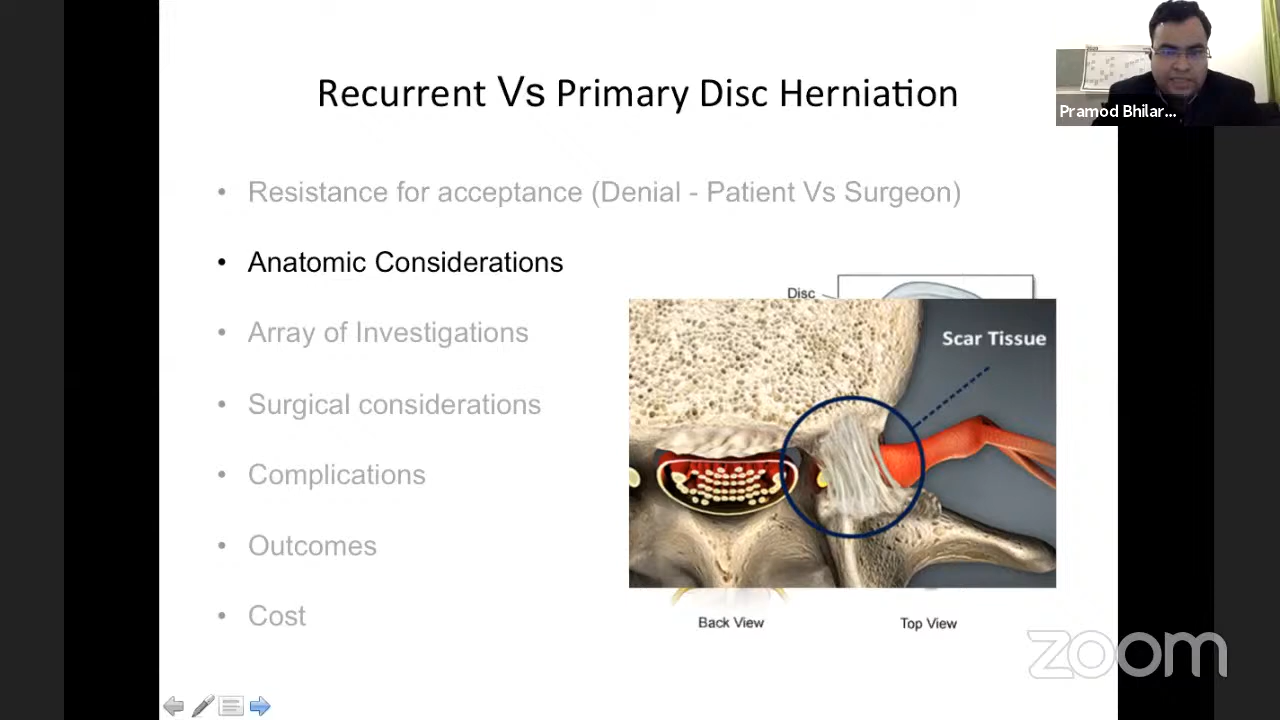 Recurrent Vs Primary Disc Herniation
Pramod Bhilar...
• Resistance for acceptance (Denial - Patient Vs Surgeon)
• Anatomic Considerations
Disc
• Array of Investigations
Scar Tissue
• Surgical considerations
• Complications
• Outcomes
• Cost
Back View
Top View
zoom